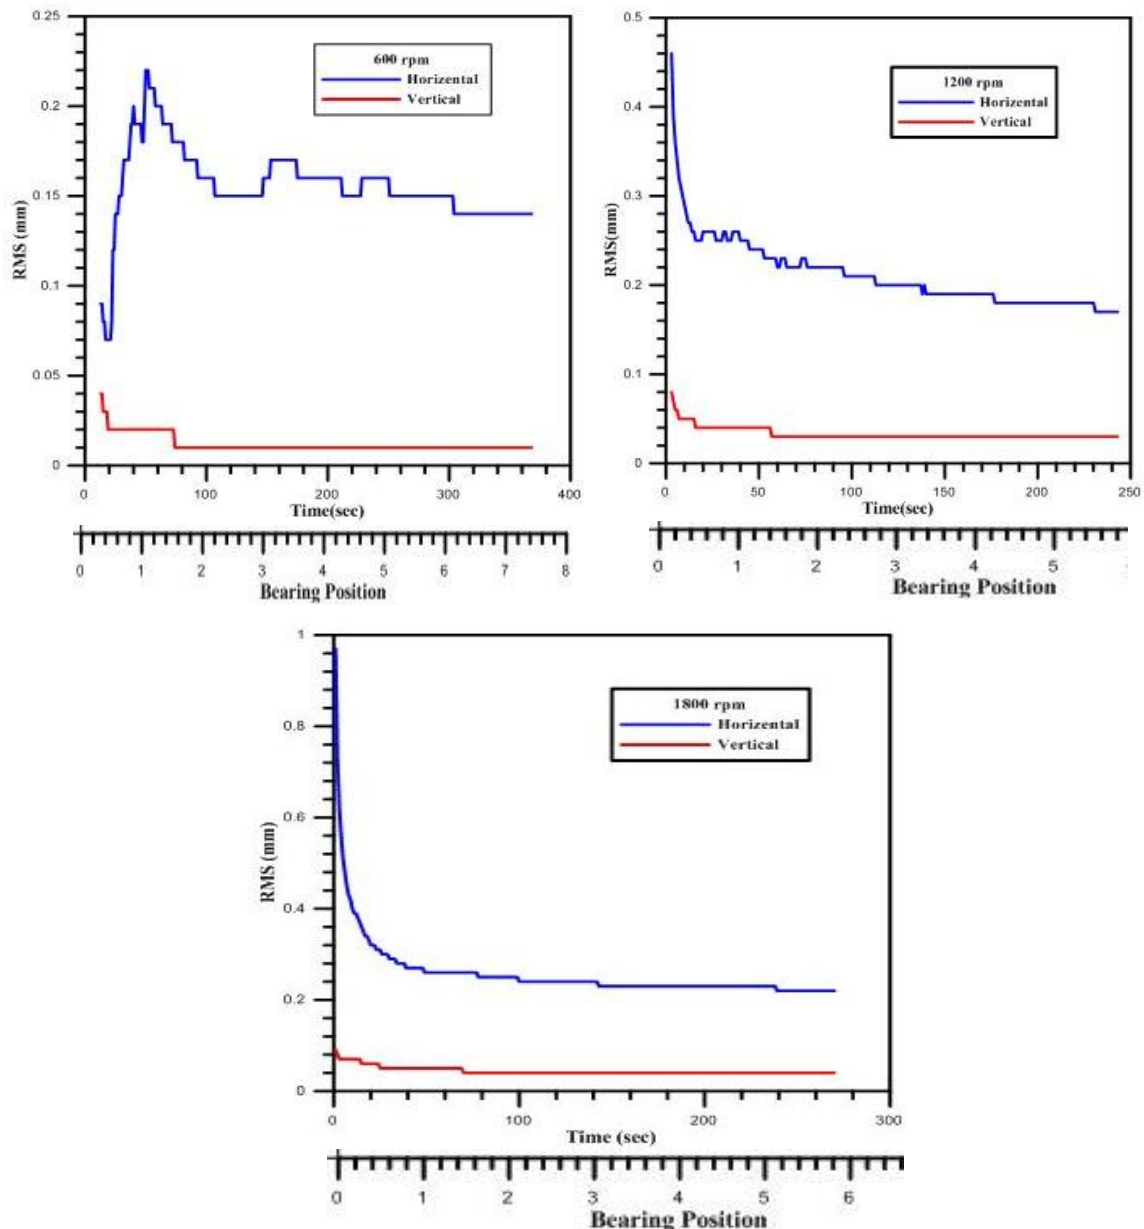 0.25
600 rpm
Horizental
Vertical
0.2
0.15
0.1
0.05
0
RMS (mm)
0 100 200 300 400
Time(sec)
0 1 2 3 4 5 6 7 8
Bearing Position
0.5
1200 rpm
Horizental
Vertical
0.4
0.3
0.2
0.1
0
RMS(mm)
0 50 100 150 200 250
Time(sec)
0 1 2 3 4 5
Bearing Position
1
1800 rpm
Horizental
Vertical
0.8
0.6
0.4
0.2
0
RMS (mm)
0 100 200 300
Time (sec)
0 1 2 3 4 5 6
Bearing Position